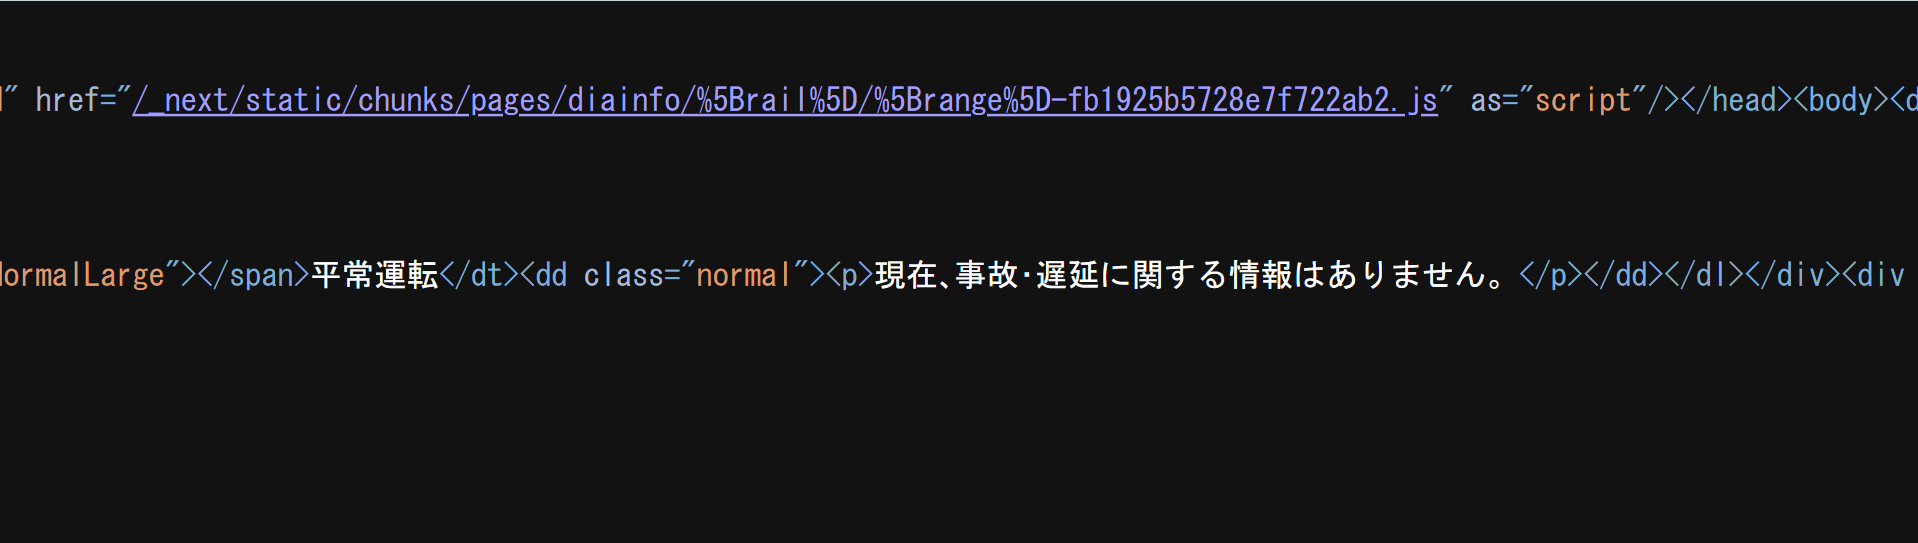 " href="/_next/static/chunks/pages/diainfo/%5Brail%5D/%5Brange%5D-fb1925b5728e7f722ab2.js" as="script"/></head><body><d
ormalLarge"></span>平常運転</dt><dd class="normal"><p>現在､事故･遅延に関する情報はありません。</p></dd></dl></div><div